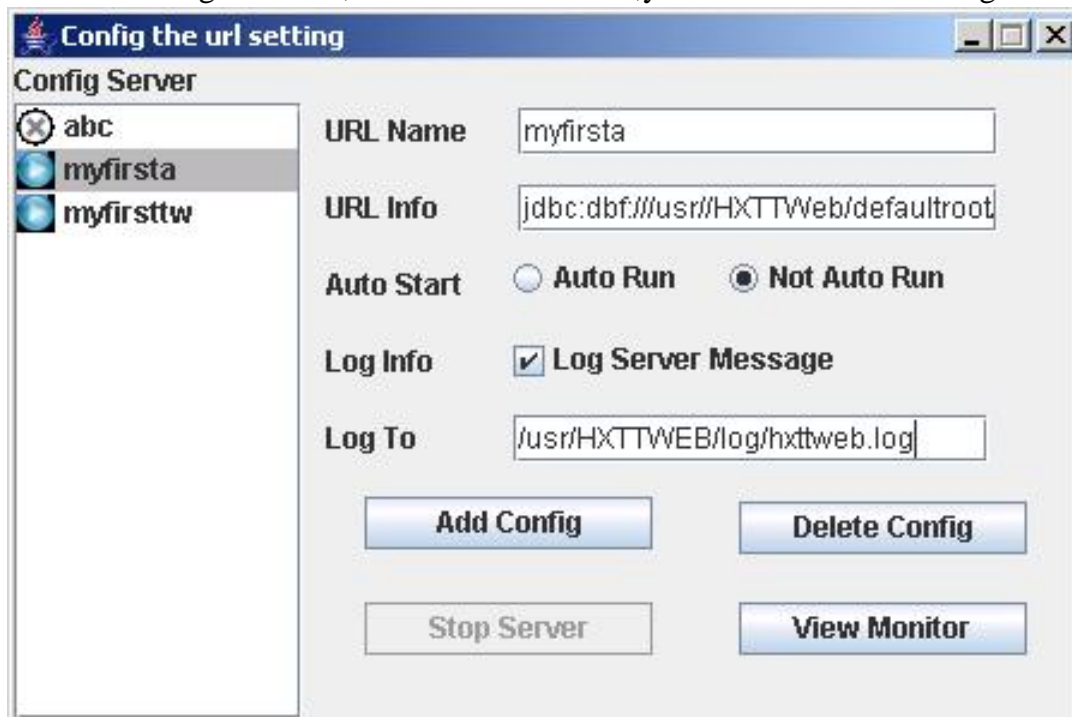 Config the url setting
Config Server
abc
myfirsta
myfirsttw
URL Name myfirsta
URL Info jdbc:dbf:///usr//HXTTWeb/defaultroot
Auto Start Auto Run Not Auto Run
Log Info Log Server Message
Log To /usr/HXTTWEB/log/hxttweb.log
Add Config Delete Config
Stop Server View Monitor